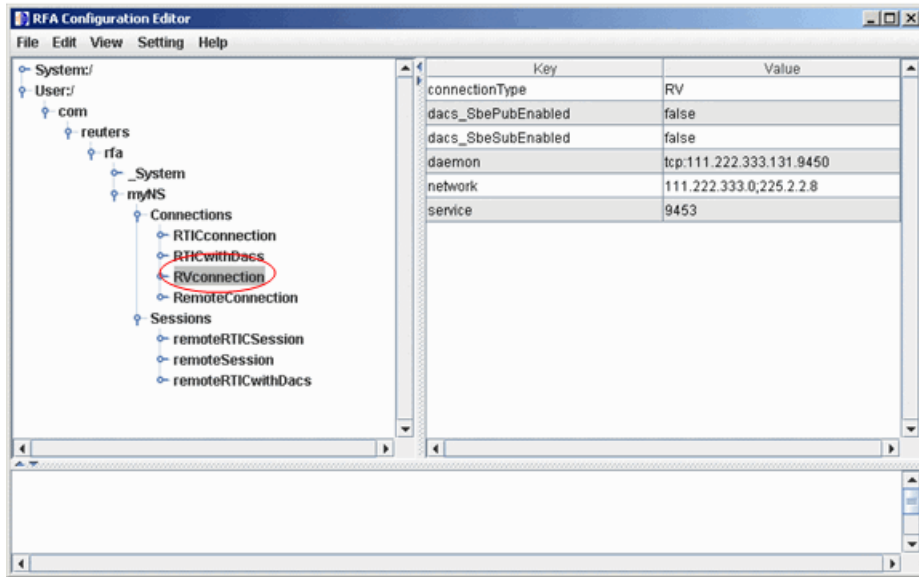 RFA Configuration Editor
File Edit View Setting Help
System:/
User:/
com
reuters
rfa
_System
myNS
Connections
RTICconnection
RTICwithDacs
RVconnection
RemoteConnection
Sessions
remoteRTICSession
remoteSession
remoteRTICwithDacs
Key Value
connectionType RV
dacs_SbePubEnabled false
dacs_SbeSubEnabled false
daemon tcp:111.222.333.131.9450
network 111.222.333.0;225.2.2.8
service 9453